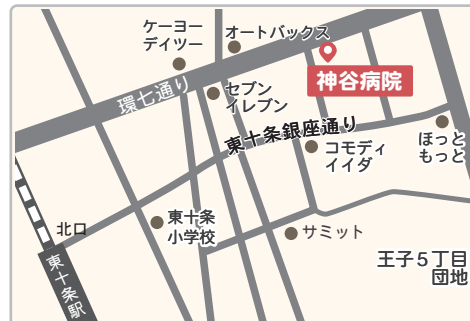 ケーヨー
デイツー
オートバックス
神谷病院
環七通り
セブン
イレブン
東十条銀座通り
コモディ
イイダ
ほっと
もっと
北口
東十条
小学校
サミット
王子5丁目
団地
東十条駅